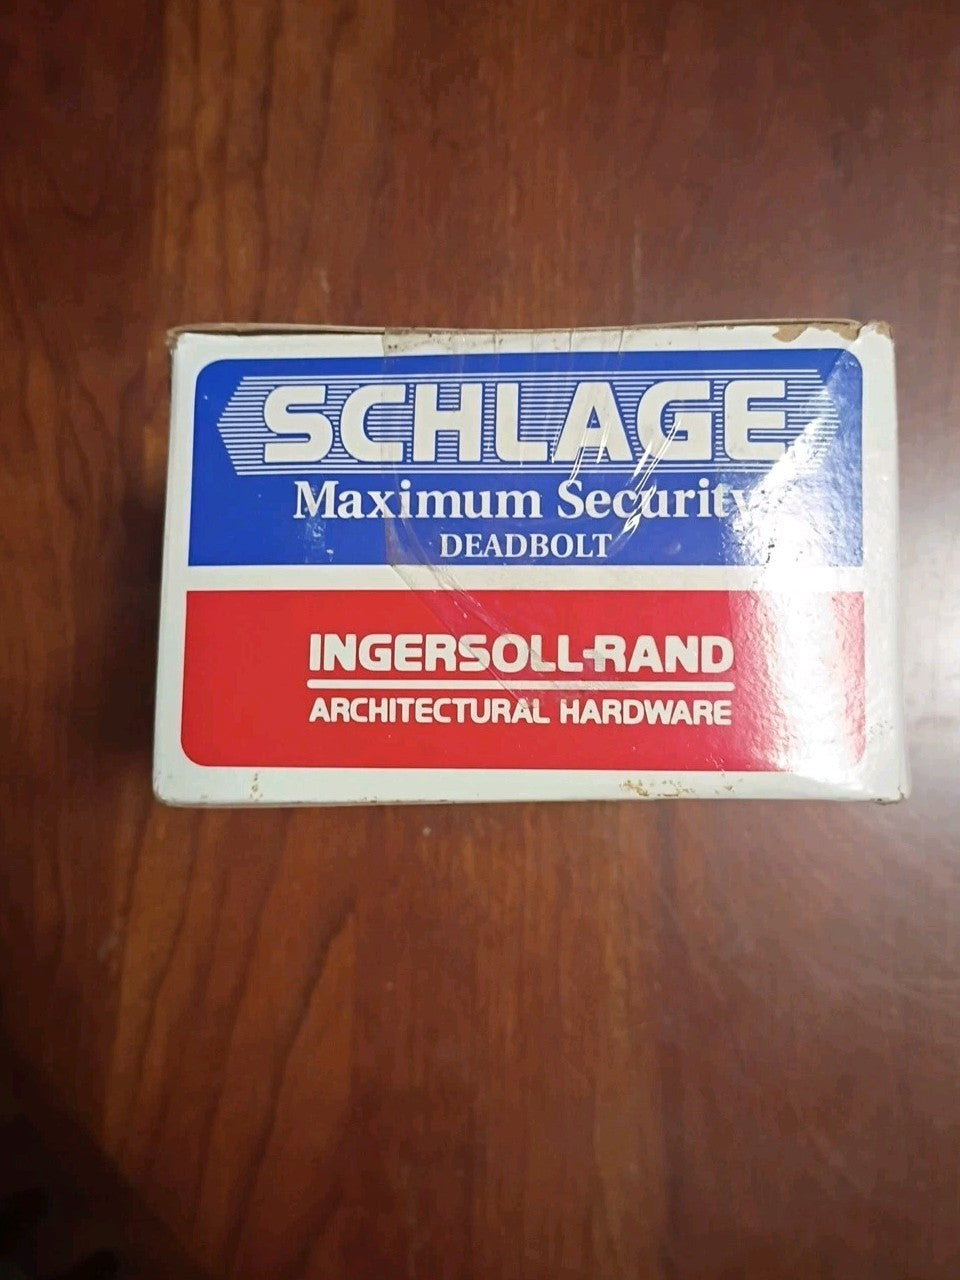 SCHLAGE
Maximum Security
DEADBOLT
INGERSOLL-RAND
ARCHITECTURAL HARDWARE